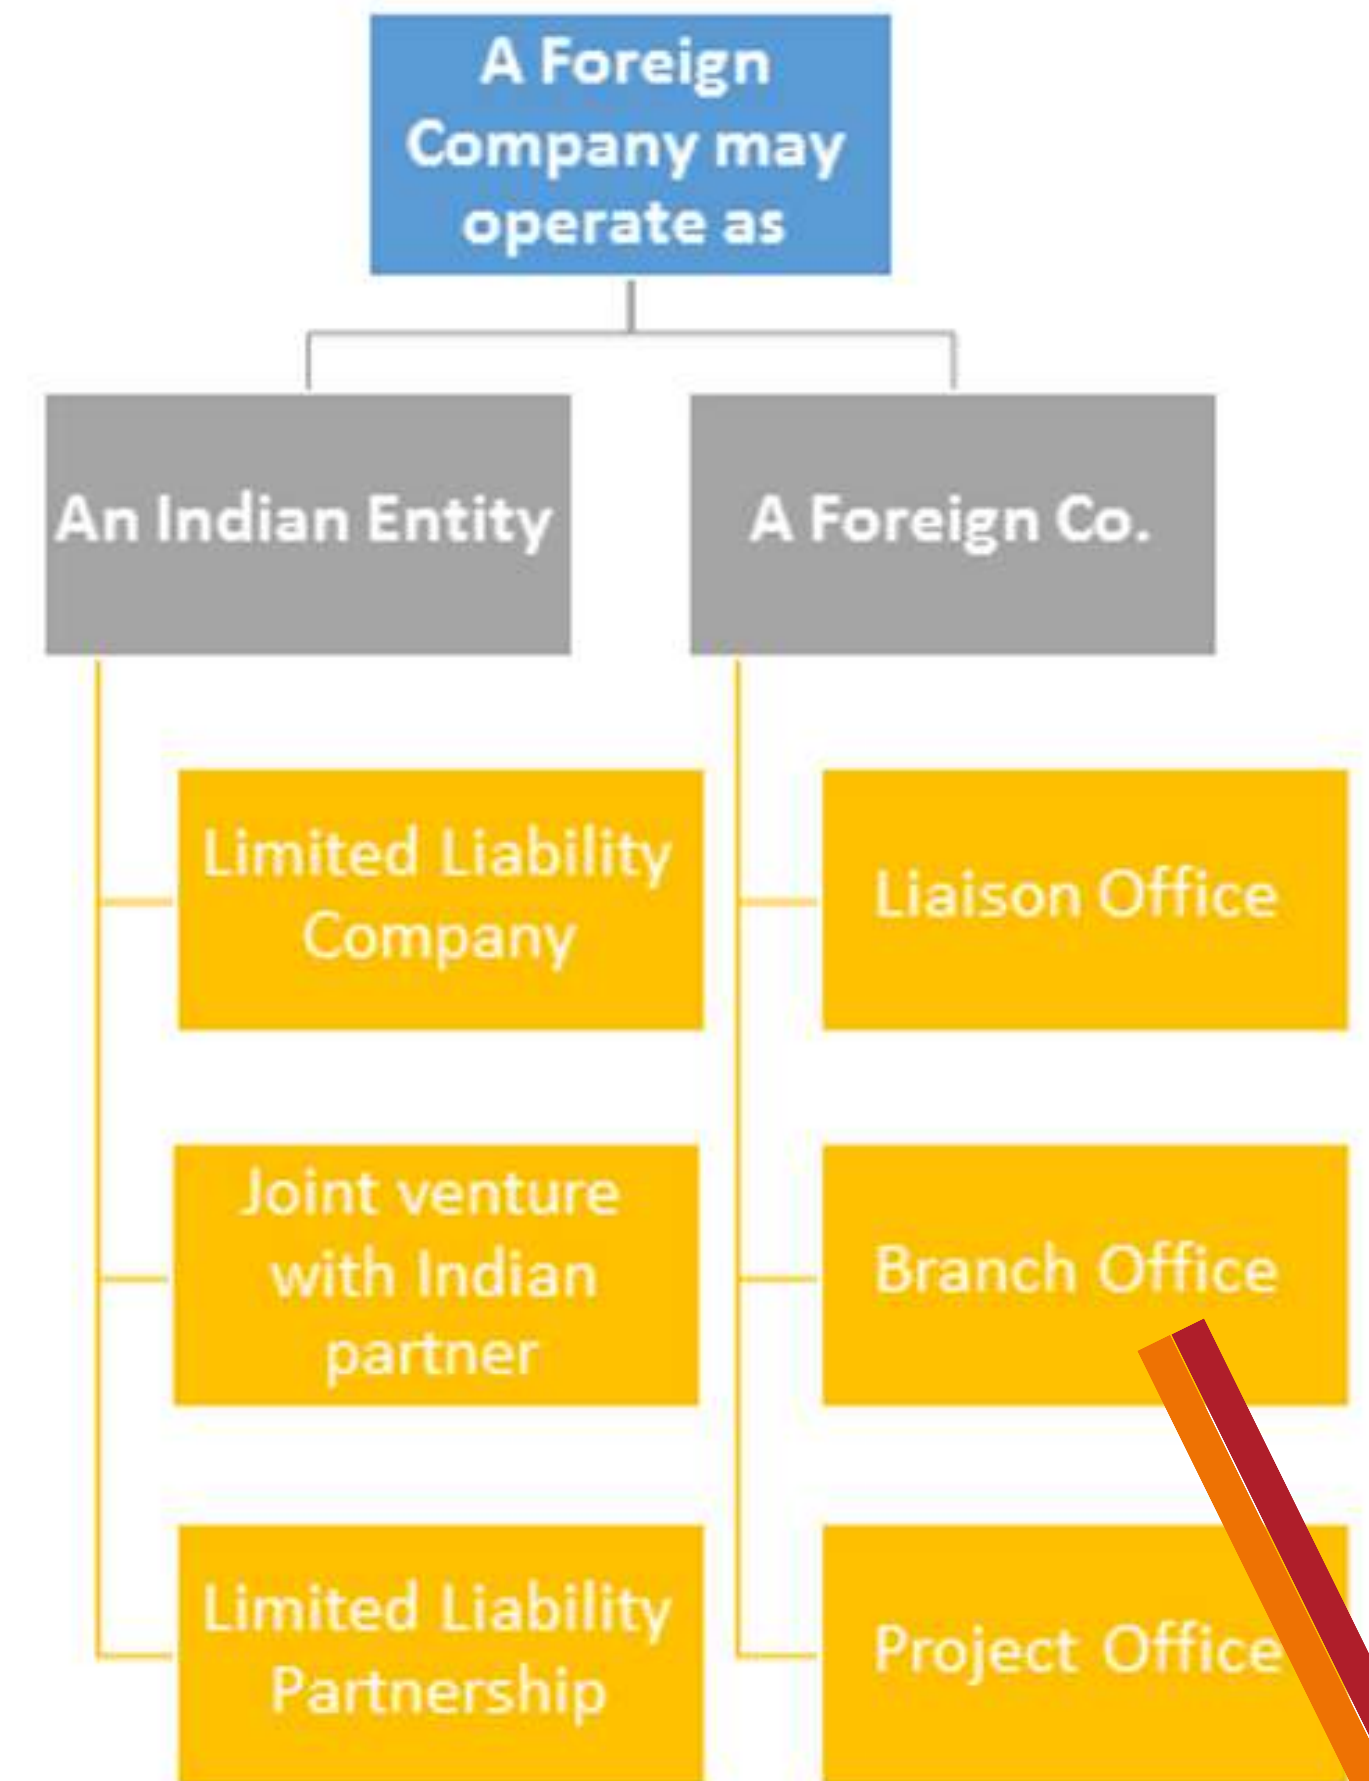 A Foreign
Company may
operate as
An Indian Entity
A Foreign Co.
Limited Liability
Company
Liaison Office
Joint venture
with Indian
partner
Branch Office
Limited Liability
Partnership
Project Office